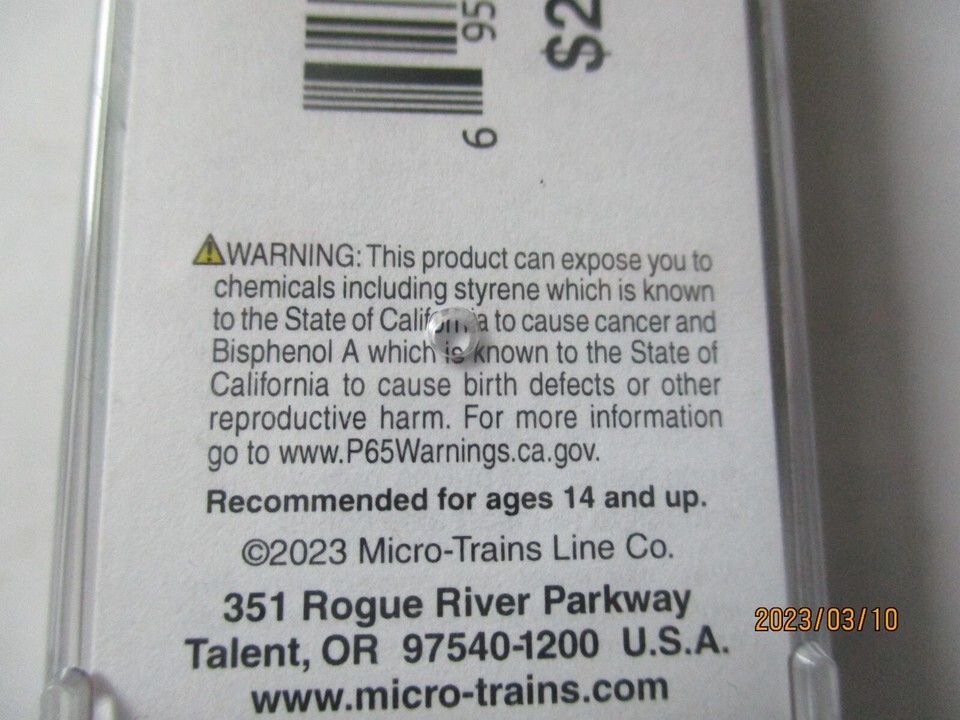 95
$2
6
WARNING: This product can expose you to
chemicals including styrene which is known
to the State of California to cause cancer and
Bisphenol A which is known to the State of
California to cause birth defects or other
reproductive harm. For more information
go to www.P65Warnings.ca.gov.
Recommended for ages 14 and up.
©2023 Micro-Trains Line Co.
351 Rogue River Parkway
Talent, OR 97540-1200 U.S.A.
www.micro-trains.com
2023/03/10